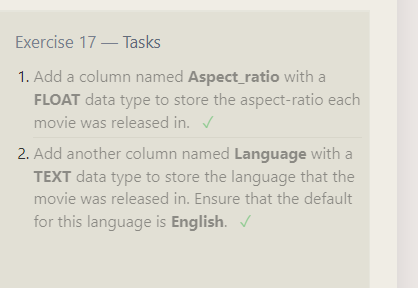 Exercise 17 — Tasks
1. Add a column named Aspect_ratio with a
FLOAT data type to store the aspect-ratio each
movie was released in. ✓
2. Add another column named Language with a
TEXT data type to store the language that the
movie was released in. Ensure that the default
for this language is English. ✓